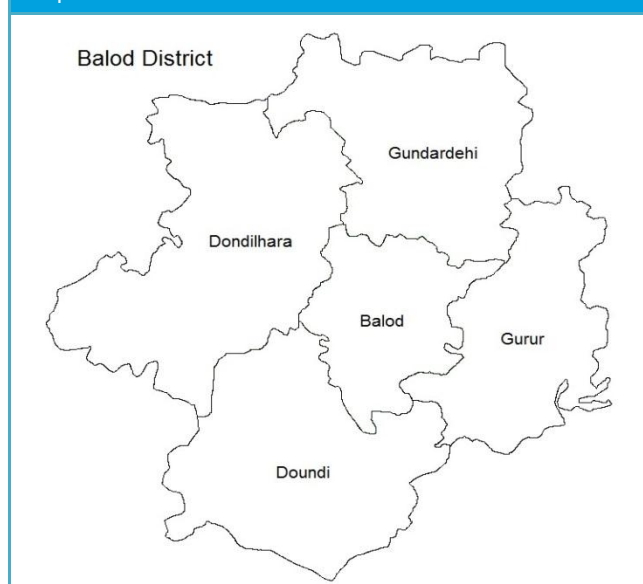 Balod District
Gundardehi
Dondilhara
Balod
Gurur
Doundi